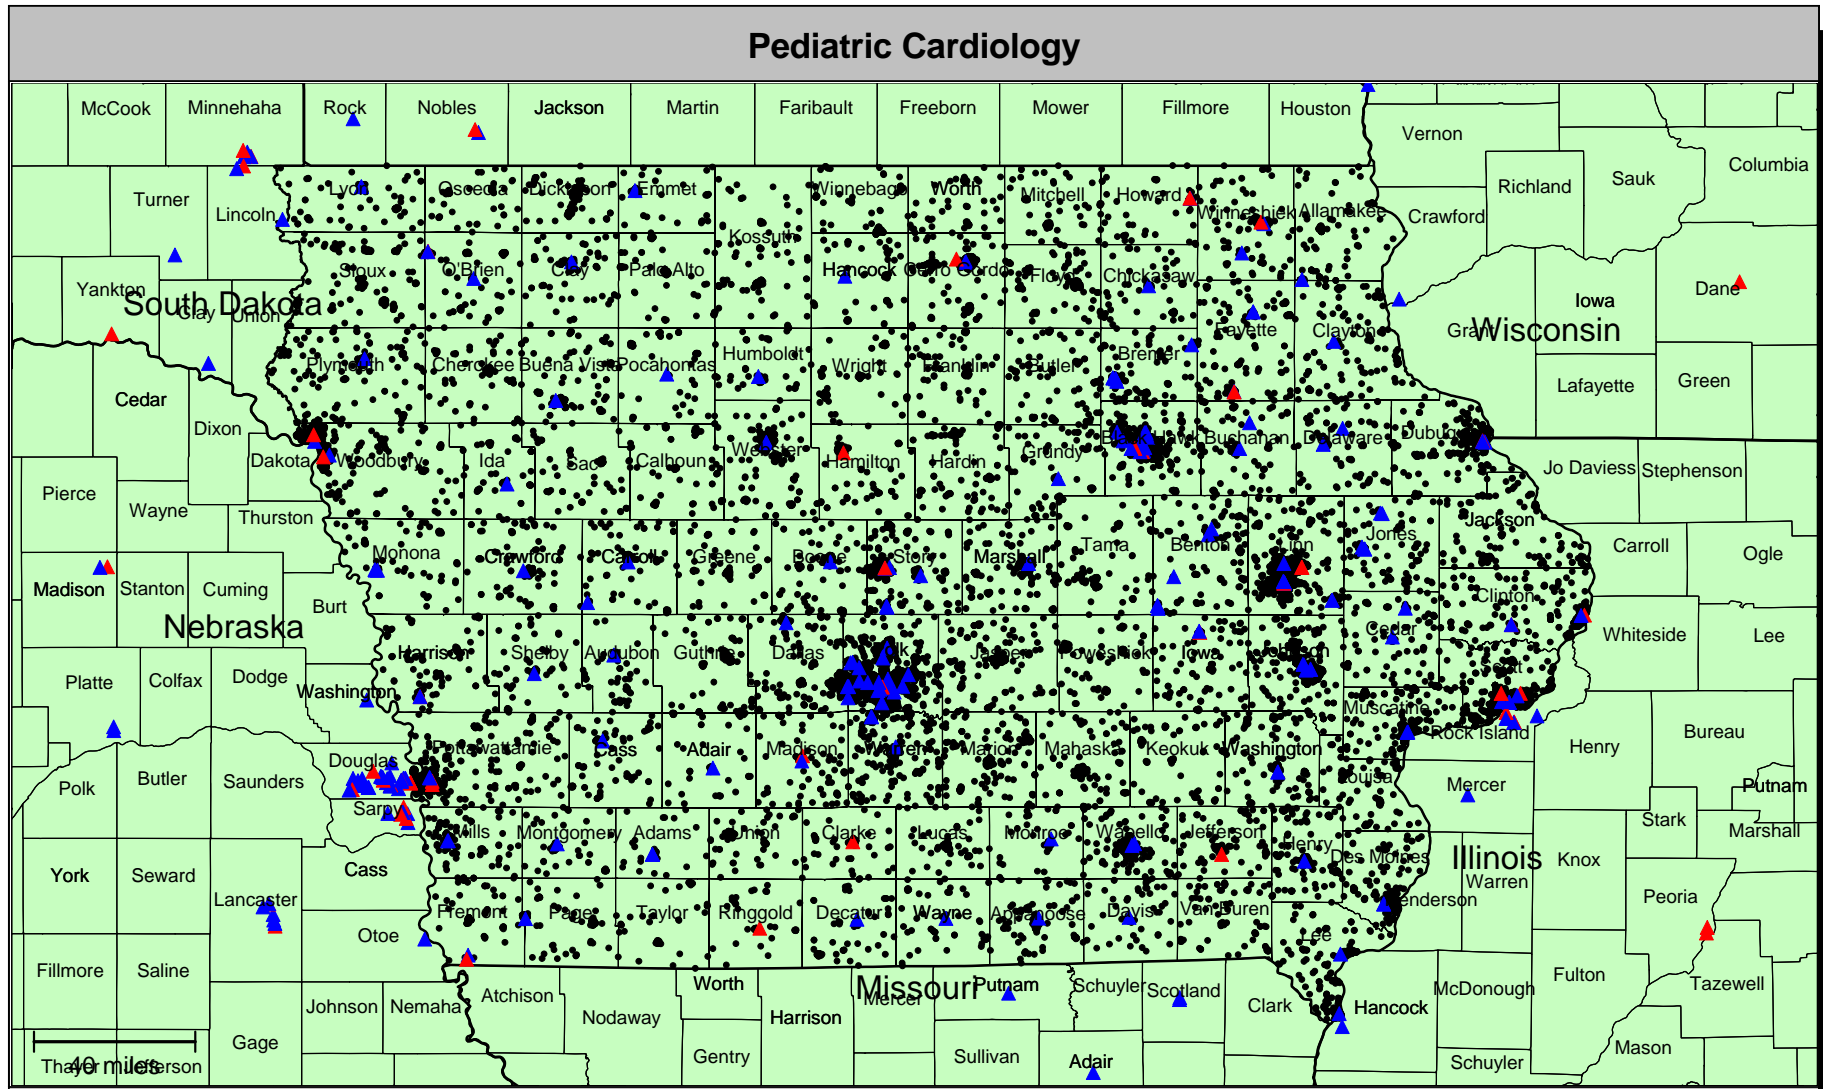 Pediatric Cardiology
McCook Minnehaha Rock Nobles Jackson Martin Faribault Freeborn Mower Fillmore Houston
Vernon Columbia
Turner Lincoln Lyon Osceola Dickinson Emmet Winnebago Worth Mitchell Howard Winneshiek Allamakee Crawford Richland Sauk
Kossuth
Yankton Clay Union Sioux O'Brien Clay Palo Alto Hancock Cerro Gordo Floyd Chickasaw Fayette Clayton Grant Iowa Dane
South Dakota Wisconsin
Cedar Plymouth Cherokee Buena Vista Pocahontas Humboldt Wright Franklin Butler Bremer Lafayette Green
Dixon
Dakota Woodbury Ida Sac Calhoun Webster Hamilton Hardin Grundy Black Hawk Buchanan Delaware Dubuque Jo Daviess Stephenson
Pierce Wayne Thurston
Madison Stanton Cuming Monona Crawford Carroll Greene Boone Story Marshall Tama Benton Linn Jones Jackson Carroll Ogle
Burt Clinton
Nebraska Whiteside Lee
Platte Colfax Dodge Washington Harrison Shelby Audubon Guthrie Dallas Polk Jasper Poweshiek Iowa Johnson Cedar Scott
Muscatine Rock Island
Polk Butler Saunders Douglas Pottawattamie Cass Adair Madison Warren Marion Mahaska Keokuk Washington Louisa Henry Bureau
Sarpy Mercer Putnam
Mills Montgomery Adams Union Clarke Lucas Monroe Wapello Jefferson Henry Des Moines Stark Marshall
Illinois
York Seward Cass Knox
Lancaster Warren Peoria
Otoe Fremont Page Taylor Ringgold Decatur Wayne Appanoose Davis Van Buren Lee Henderson
Fillmore Saline Fulton
Johnson Nemaha Atchison Worth Mercer Putnam Schuyler Scotland Clark Hancock McDonough Tazewell
Missouri
Nodaway Harrison
Gage Gentry Sullivan Adair Schuyler Mason
Thayer Jefferson
40 miles